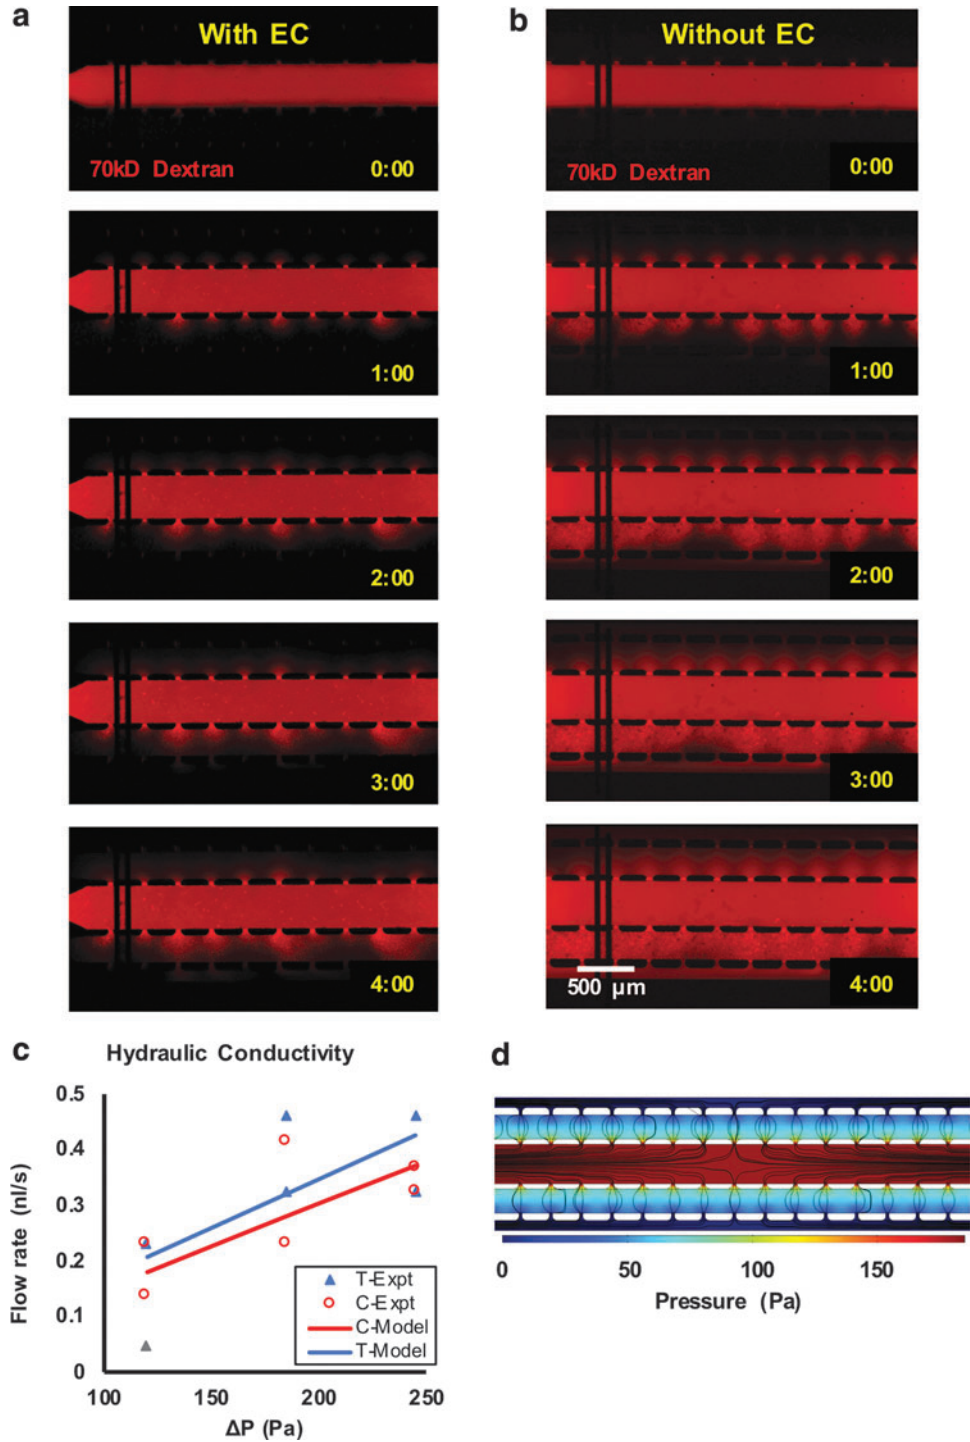 a
With EC
70kD Dextran
0:00
1:00
2:00
3:00
4:00
b
Without EC
70kD Dextran
0:00
1:00
2:00
3:00
500 µm
4:00
c
Hydraulic Conductivity
Flow rate (nl/s)
0.5
0.4
0.3
0.2
0.1
0
100
150
200
250
ΔP (Pa)
T-Expt
C-Expt
C-Model
T-Model
d
0
50
100
150
Pressure (Pa)